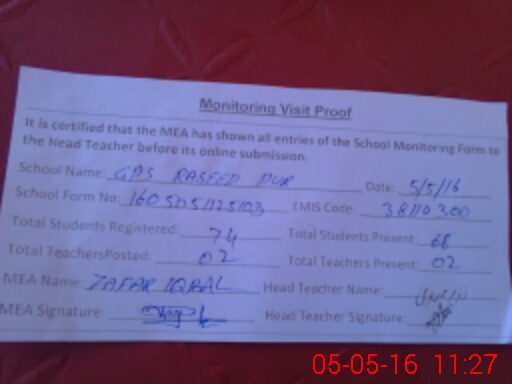 Monitoring Visit Proof
It is certified that the MEA has shown all entries of the School Monitoring Form to
the Head Teacher before its online submission.
School Name: GPS RASEED PUR Date: 5/5/16
School Form No: EMIS Code: 38110300
Total Students Registered: 74 Total Students Present: 68
Total TeachersPosted: 02 Total Teachers Present: 02
MEA Name: ZAFAR IQBAL Head Teacher Name:
MEA Signature: Head Teacher Signature:
05-05-16 11:27